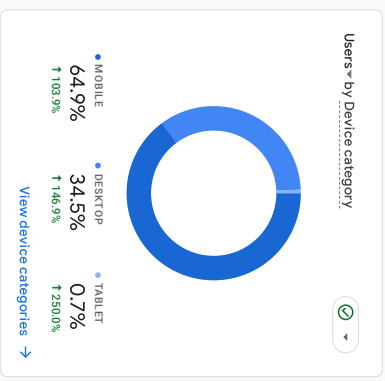 Users by Device category
MOBILE
64.9%
↑ 103.9%
DESKTOP
34.5%
↑ 146.9%
TABLET
0.7%
↑ 250.0%
View device categories →